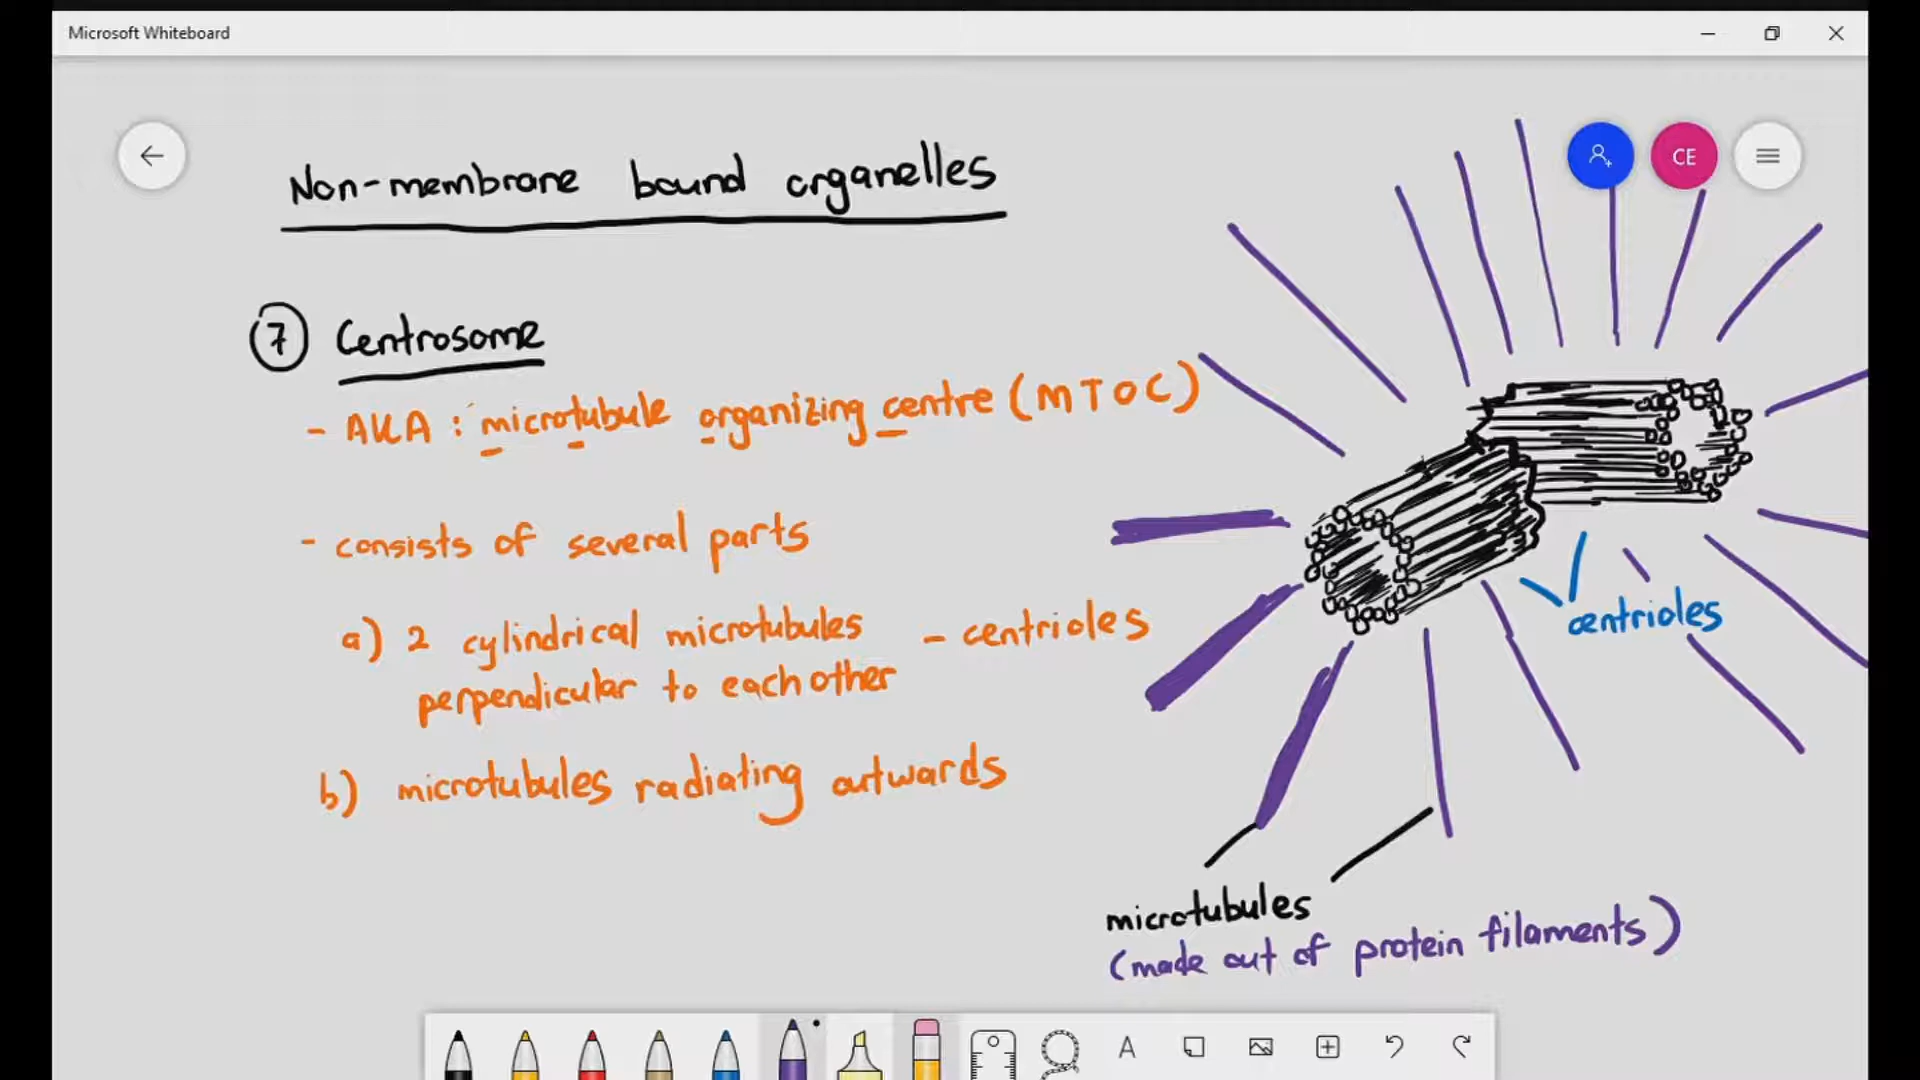 Microsoft Whiteboard
Non-membrane bound organelles
CE
7 Centrosome
- AKA : microtubule organizing centre (MTOC)
- consists of several parts
a) 2 cylindrical microtubules - centrioles
perpendicular to each other
b) microtubules radiating outwards
centrioles
microtubules
(made out of protein filaments)
A